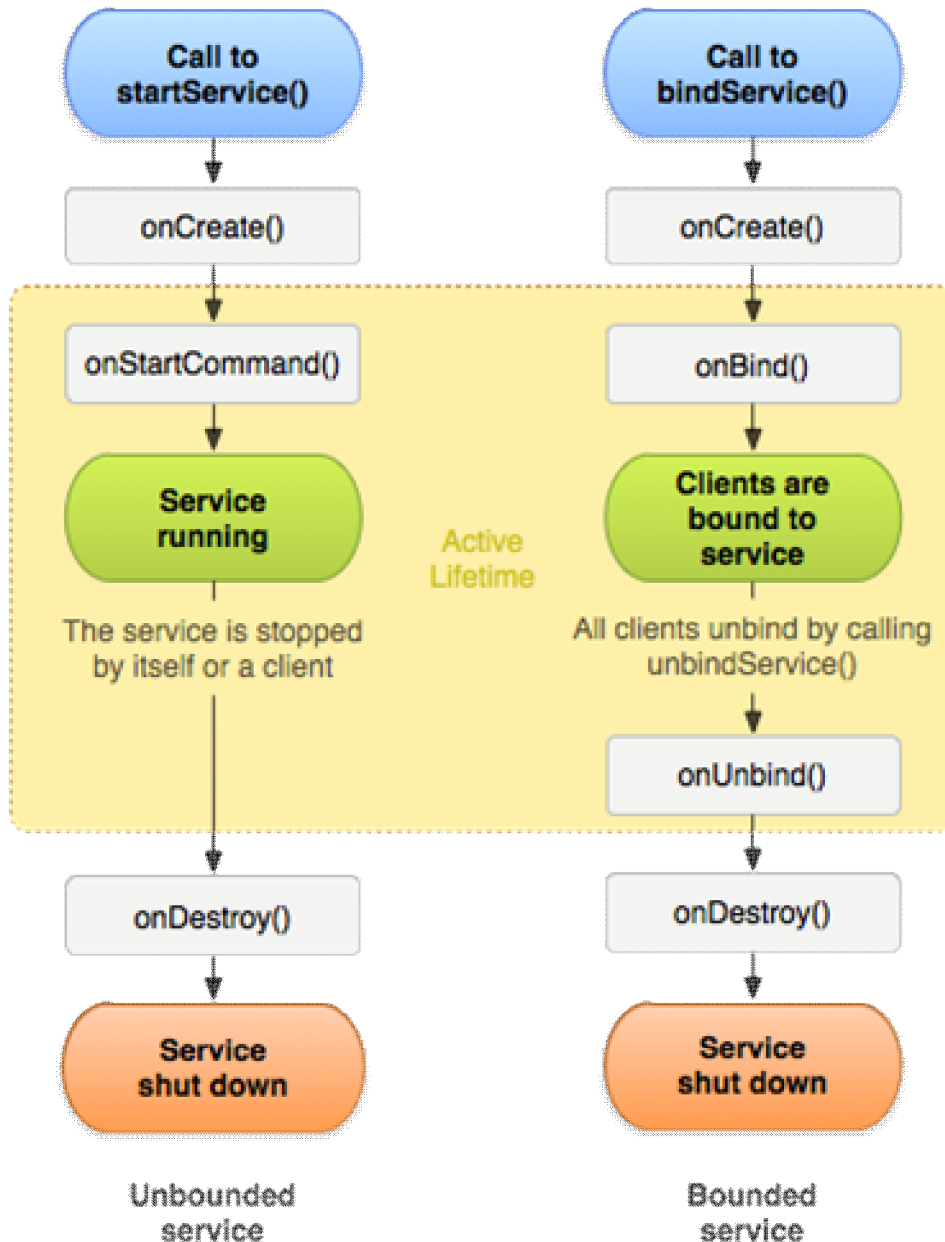 Call to
startService()
onCreate()
onStartCommand()
Service
running
The service is stopped
by itself or a client
onDestroy()
Service
shut down
Unbounded
service
Active
Lifetime
Call to
bindService()
onCreate()
onBind()
Clients are
bound to
service
All clients unbind by calling
unbindService()
onUnbind()
onDestroy()
Service
shut down
Bounded
service